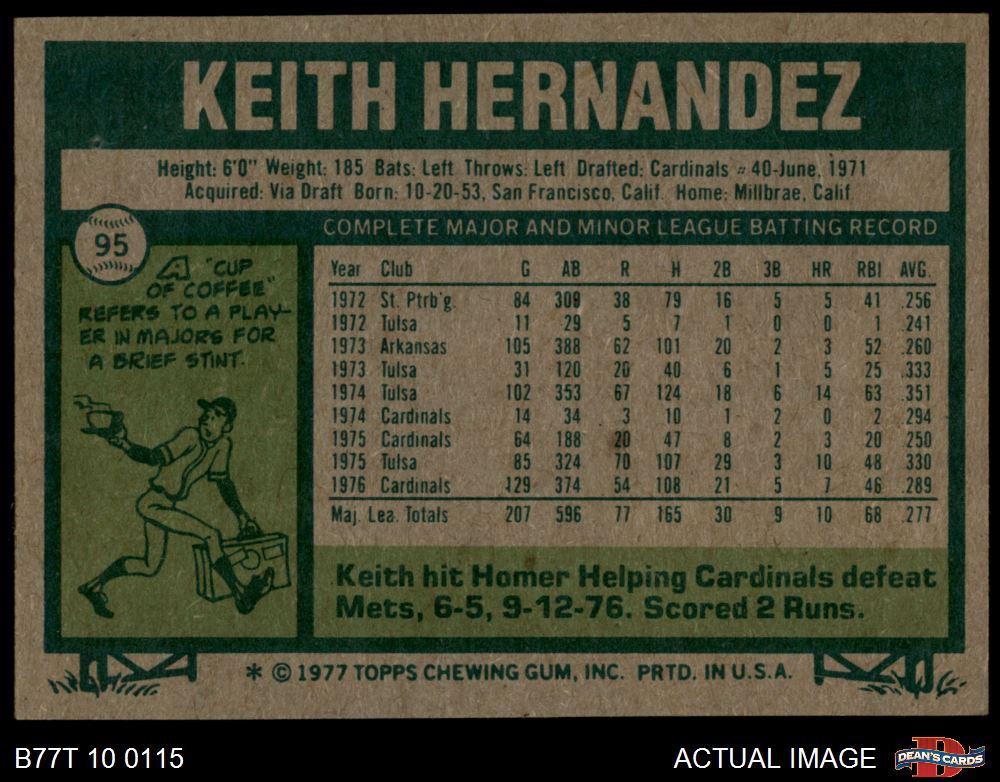 KEITH HERNANDEZ
Height: 6'0" Weight: 185 Bats: Left Throws: Left Drafted: Cardinals = 40-June, 1971
Acquired: Via Draft Born: 10-20-53, San Francisco, Calif. Home: Millbrae, Calif.
95
COMPLETE MAJOR AND MINOR LEAGUE BATTING RECORD
A "CUP
OF COFFEE"
REFERS TO A PLAY-
ER IN MAJORS FOR
A BRIEF STINT.
Year Club G AB R H 2B 3B HR RBI AVG.
1972 St. Ptrb'g. 84 309 38 79 16 5 5 41 .256
1972 Tulsa 11 29 5 7 1 0 0 1 .241
1973 Arkansas 105 388 62 101 20 2 3 52 .260
1973 Tulsa 31 120 20 40 6 1 5 25 .333
1974 Tulsa 102 353 67 124 18 6 14 63 .351
1974 Cardinals 14 34 3 10 1 2 0 2 .294
1975 Cardinals 64 188 20 47 8 2 3 20 .250
1975 Tulsa 85 324 70 107 29 3 10 48 .330
1976 Cardinals 129 374 54 108 21 5 7 46 .289
Maj. Lea. Totals 207 596 77 165 30 9 10 68 .277
Keith hit Homer Helping Cardinals defeat
Mets, 6-5, 9-12-76. Scored 2 Runs.
* © 1977 TOPPS CHEWING GUM, INC. PRTD. IN U.S.A.
B77T 10 0115
ACTUAL IMAGE
D
DEAN'S CARDS